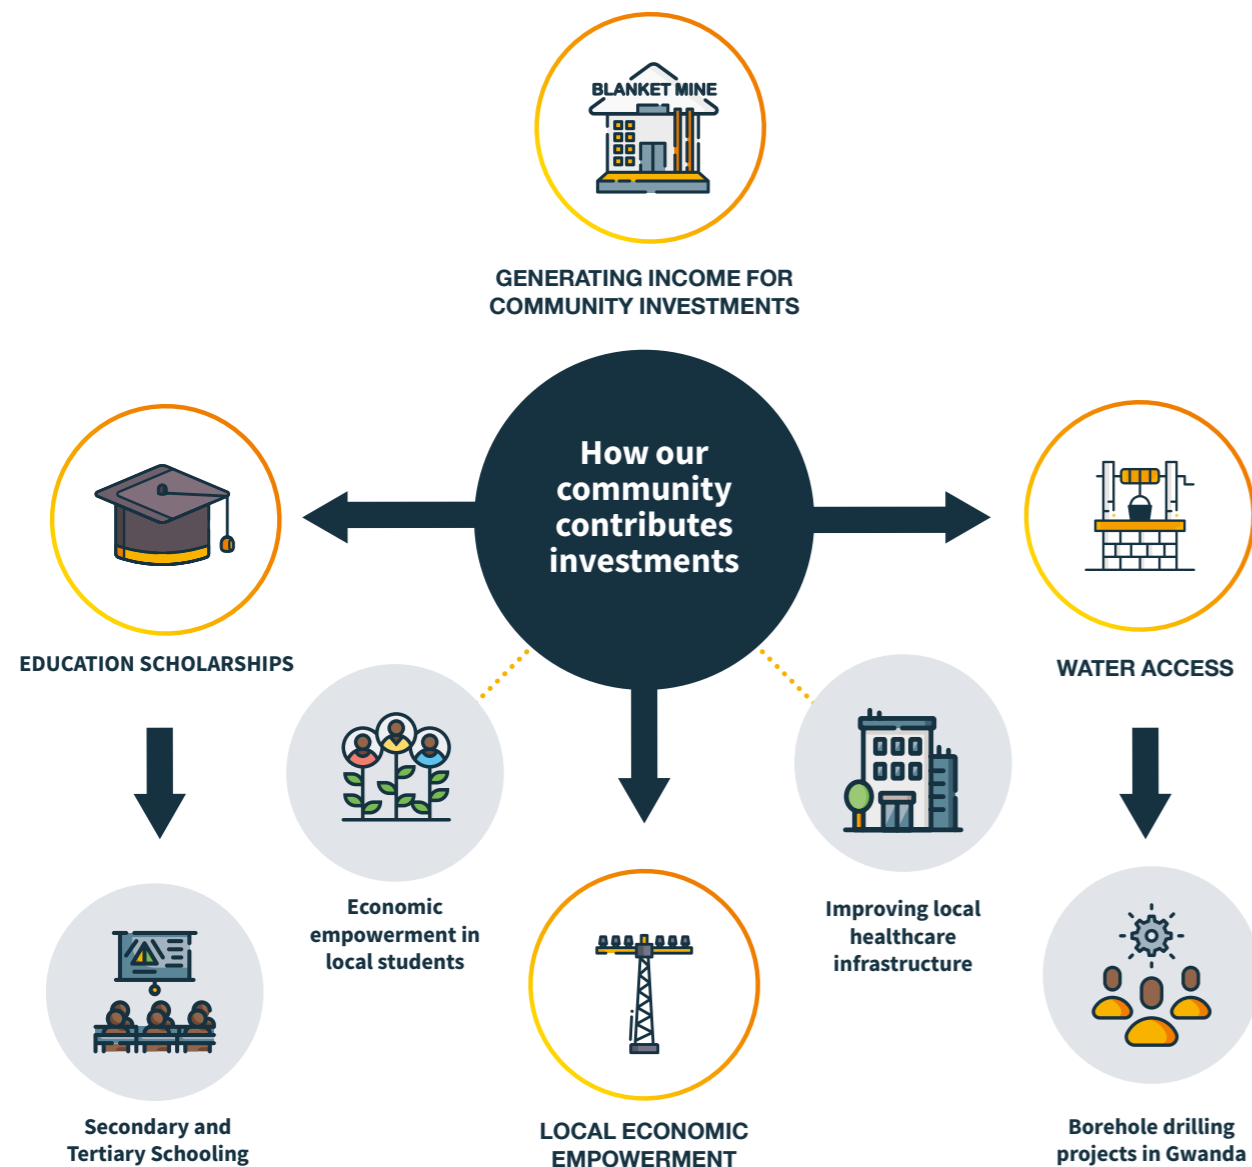 BLANKET MINE
GENERATING INCOME FOR
COMMUNITY INVESTMENTS
How our
community
contributes
investments
EDUCATION SCHOLARSHIPS
WATER ACCESS
Economic
empowerment in
local students
Improving local
healthcare
infrastructure
Secondary and
Tertiary Schooling
LOCAL ECONOMIC
EMPOWERMENT
Borehole drilling
projects in Gwanda